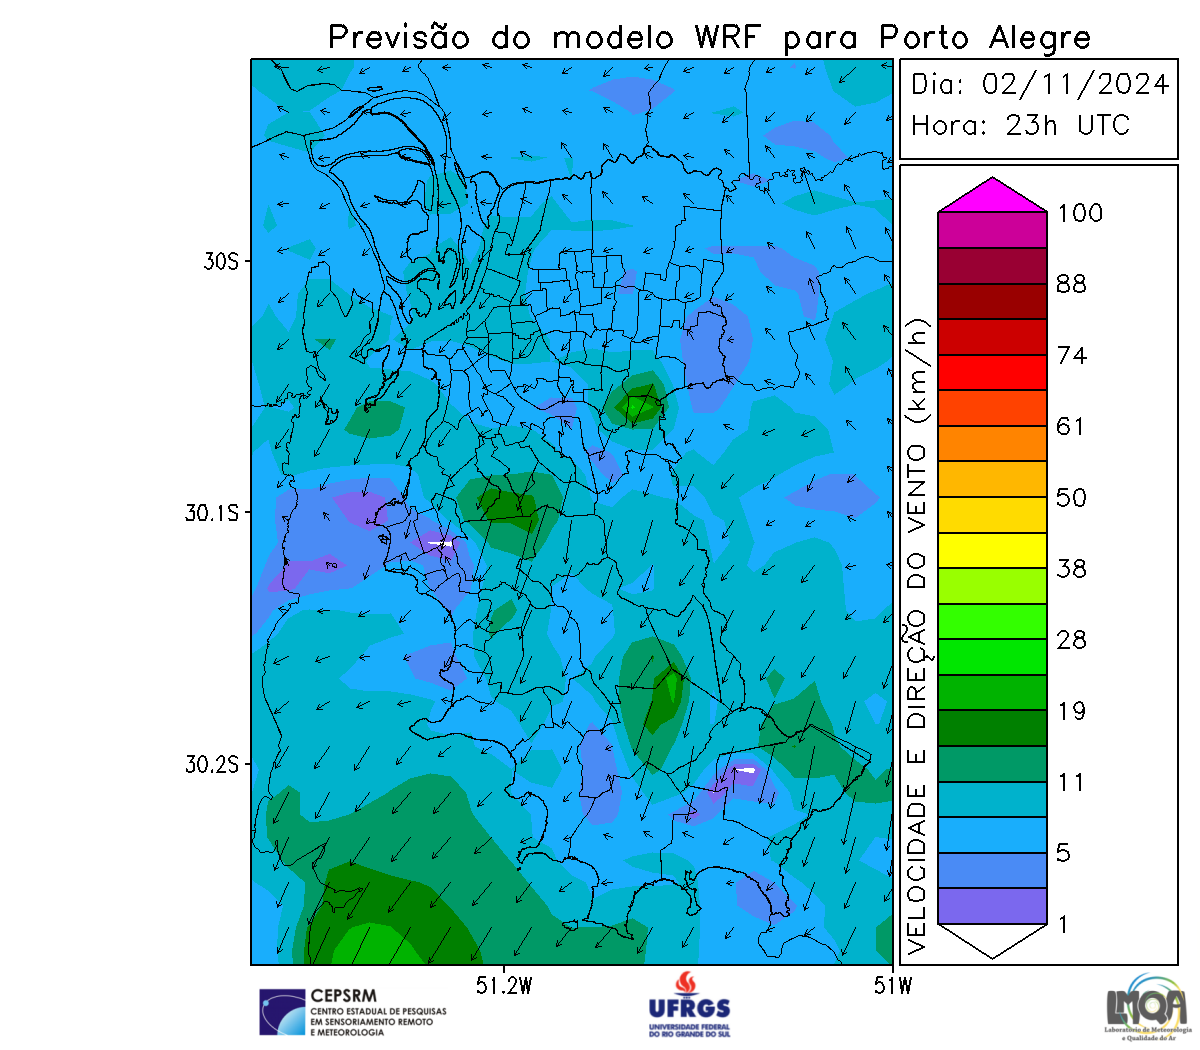 Previsão do modelo WRF para Porto Alegre
Dia: 02/11/2024
Hora: 23h UTC
100
88
74
61
50
38
28
19
11
5
1
VELOCIDADE E DIREÇÃO DO VENTO (km/h)
30S
30.1S
30.2S
51.2W
51W
CEPSRM
CENTRO ESTADUAL DE PESQUISAS
EM SENSORIAMENTO REMOTO
E METEOROLOGIA
UFRGS
UNIVERSIDADE FEDERAL
DO RIO GRANDE DO SUL
LMQA
Laboratório de Meteorologia
e Qualidade do Ar